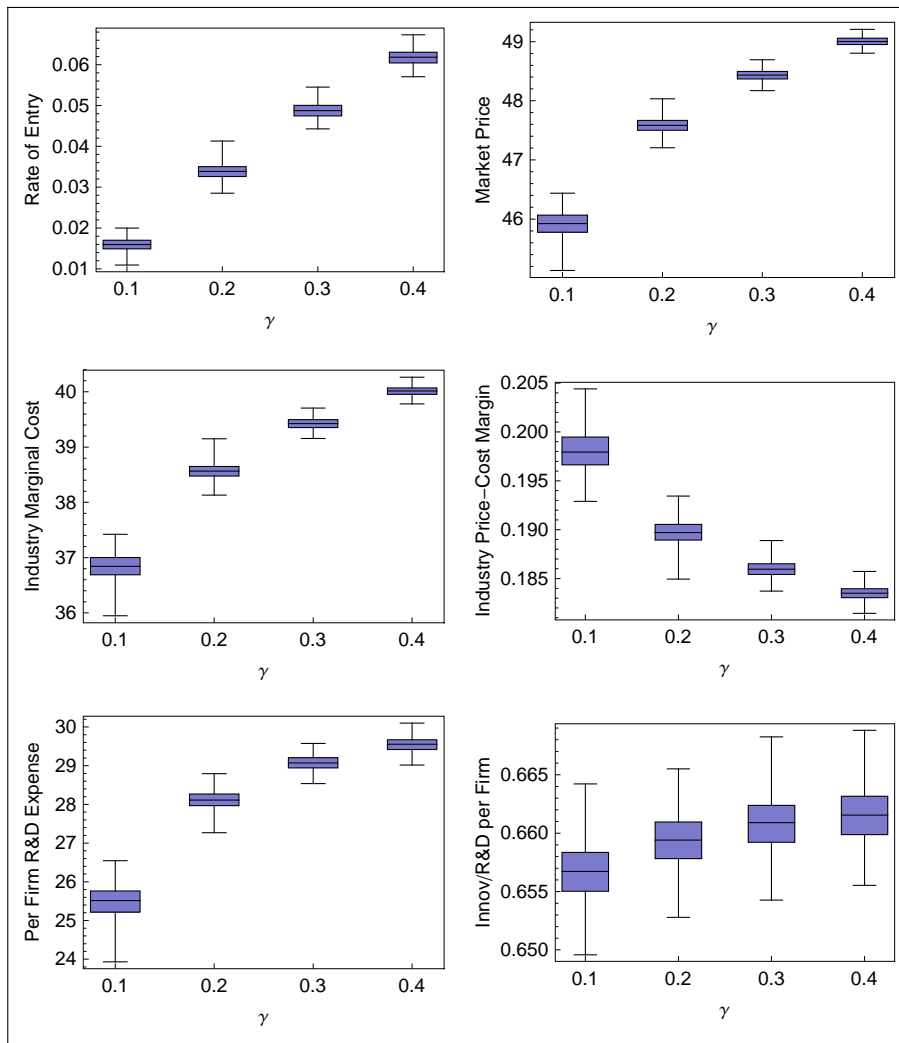 Rate of Entry
0.06
0.05
0.04
0.03
0.02
0.01
0.1 0.2 0.3 0.4
γ
Market Price
49
48
47
46
0.1 0.2 0.3 0.4
γ
Industry Marginal Cost
40
39
38
37
36
0.1 0.2 0.3 0.4
γ
Industry Price-Cost Margin
0.205
0.200
0.195
0.190
0.185
0.1 0.2 0.3 0.4
γ
Per Firm R&D Expense
30
29
28
27
26
25
24
0.1 0.2 0.3 0.4
γ
Innov/R&D per Firm
0.665
0.660
0.655
0.650
0.1 0.2 0.3 0.4
γ